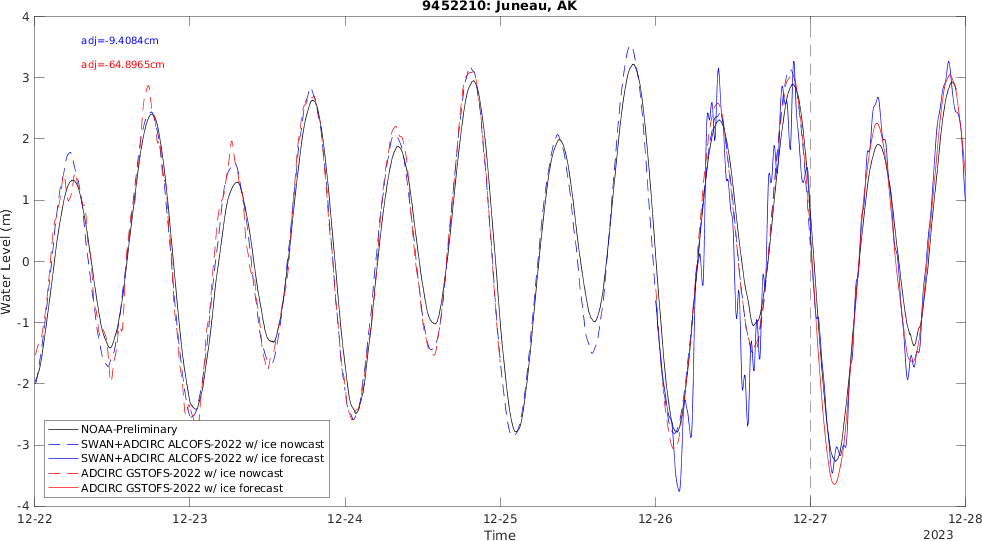 9452210: Juneau, AK
adj=-9.4084cm
adj=-64.8965cm
Water Level (m)
4
3
2
1
0
-1
-2
-3
-4
NOAA-Preliminary
SWAN+ADCIRC ALCOFS-2022 w/ ice nowcast
SWAN+ADCIRC ALCOFS-2022 w/ ice forecast
ADCIRC GSTOFS-2022 w/ ice nowcast
ADCIRC GSTOFS-2022 w/ ice forecast
12-22 12-23 12-24 12-25 12-26 12-27 12-28
Time
2023